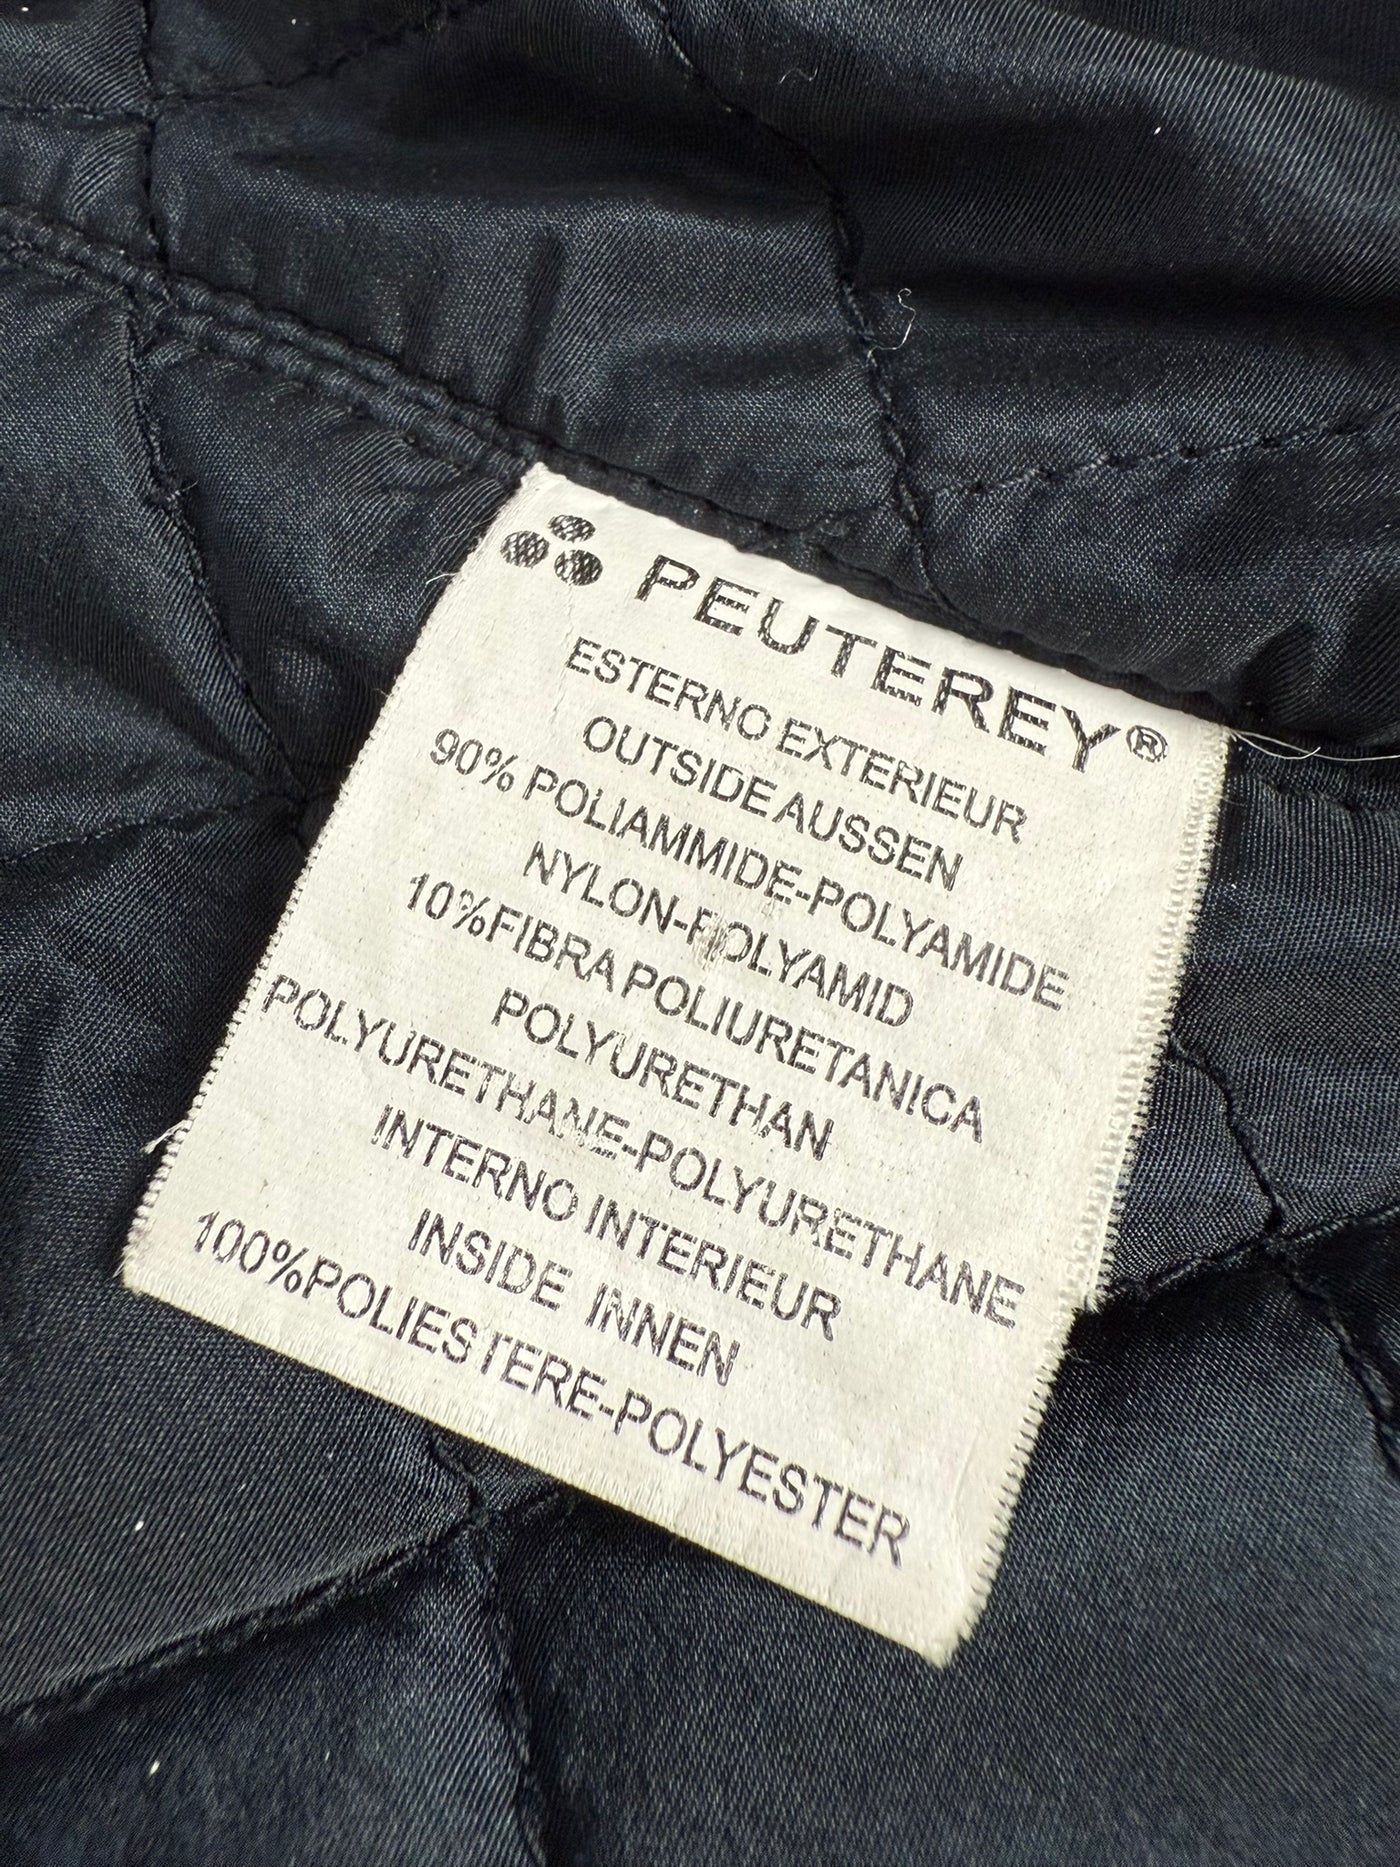 PEUTEREY®
ESTERNO EXTERIEUR
OUTSIDE AUSSEN
90% POLIAMMIDE-POLYAMIDE
NYLON-POLYAMID
10%FIBRA POLIURETANICA
POLYURETHAN
POLYURETHANE-POLYURETHANE
INTERNO INTERIEUR
INSIDE INNEN
100%POLIESTERE-POLYESTER